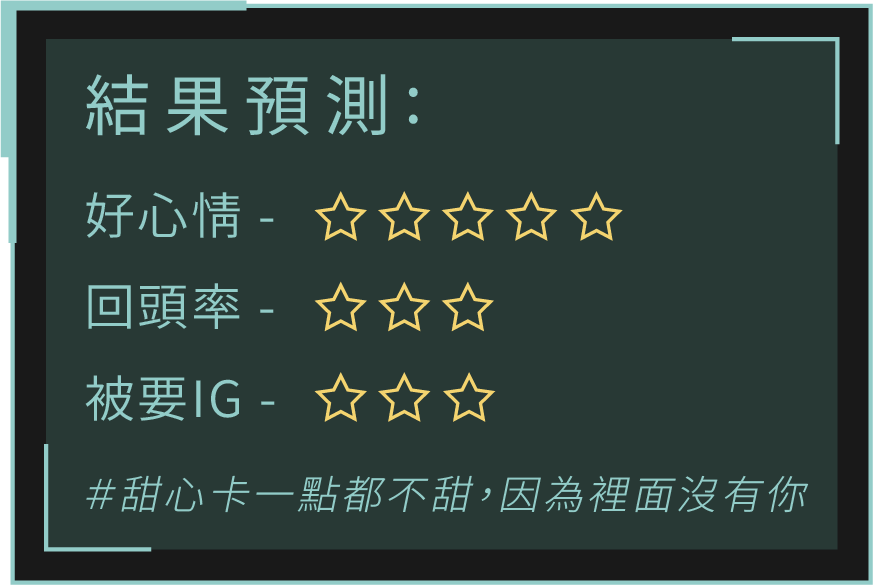 結果預測：
好心情 - ☆☆☆☆☆
回頭率 - ☆☆☆
被要IG - ☆☆☆
#甜心卡一點都不甜，因為裡面沒有你